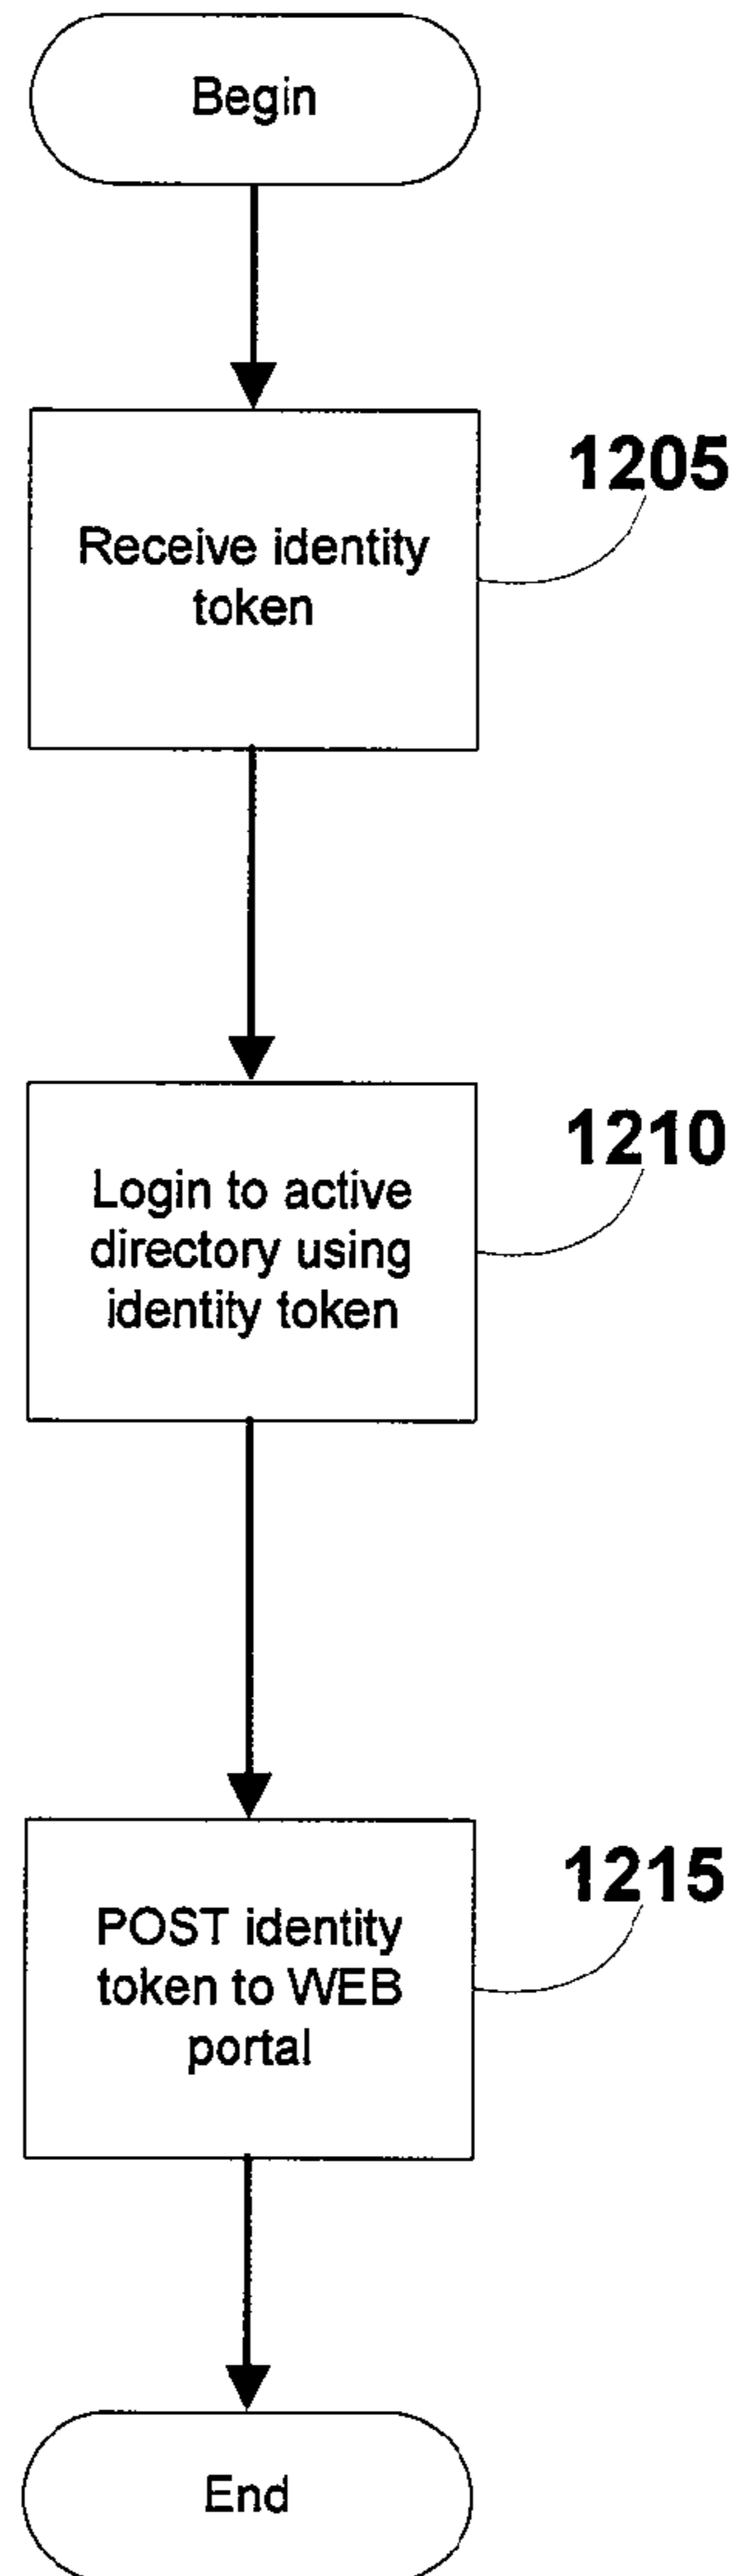 Begin
1205
Receive identity
token
1210
Login to active
directory using
identity token
1215
POST identity
token to WEB
portal
End